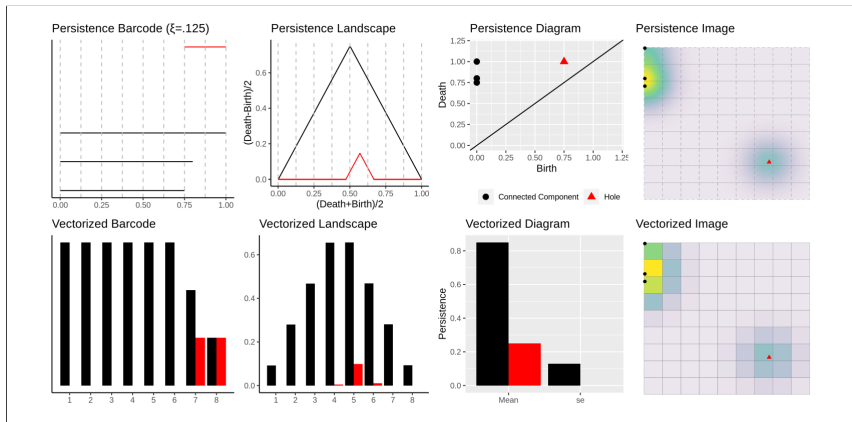 Persistence Barcode (ξ=.125)
0.00 0.25 0.50 0.75 1.00
Persistence Landscape
(Death-Birth)/2
0.6
0.4
0.2
0.0
0.00 0.25 0.50 0.75 1.00
(Death+Birth)/2
Persistence Diagram
Death
1.25
1.00
0.75
0.50
0.25
0.00
0.00 0.25 0.50 0.75 1.00 1.25
Birth
Connected Component Hole
Persistence Image
Vectorized Barcode
1 2 3 4 5 6 7 8
Vectorized Landscape
0.6
0.4
0.2
0.0
1 2 3 4 5 6 7 8
Vectorized Diagram
Persistence
0.8
0.6
0.4
0.2
0.0
Mean se
Vectorized Image